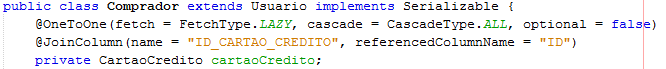 public class Comprador extends Usuario implements Serializable {
@OneToOne(fetch = FetchType.LAZY, cascade = CascadeType.ALL, optional = false)
@JoinColumn(name = "ID_CARTAO_CREDITO", referencedColumnName = "ID")
private CartaoCredito cartaoCredito;